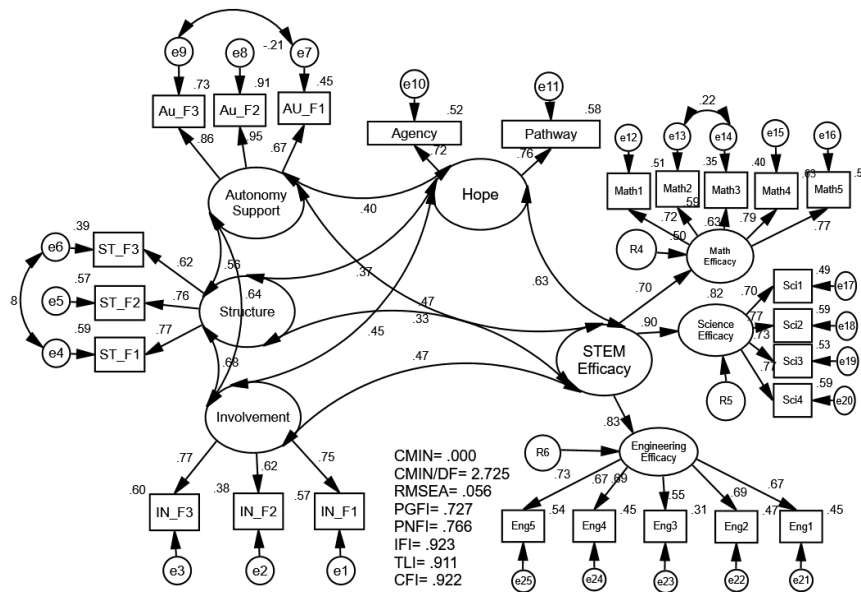 e9
-.21
e8
e7
.73
.91
.45
Au_F3
Au_F2
AU_F1
.86
.95
.67
Autonomy
Support
e10
e11
.52
.58
Agency
Pathway
.72
.76
Hope
.40
.22
e12
e13
e14
e15
e16
.51
.35
.40
.63
.5
Math1
Math2
Math3
Math4
Math5
.59
.72
.63
.79
.77
.50
R4
Math
Efficacy
.39
e6
ST_F3
.62
.56
.57
e5
ST_F2
.76
8
.59
e4
ST_F1
.77
Structure
.64
.37
.63
.47
.33
.45
.70
.82
.90
Science
Efficacy
.70
Sci1
.49
e17
.77
Sci2
.59
e18
.73
Sci3
.53
e19
.77
Sci4
.59
e20
R5
STEM
Efficacy
.68
.47
Involvement
.83
.77
.62
.75
.60
IN_F3
.38
IN_F2
.57
IN_F1
e3
e2
e1
CMIN= .000
CMIN/DF= 2.725
RMSEA= .056
PGFI= .727
PNFI= .766
IFI= .923
TLI= .911
CFI= .922
R6
Engineering
Efficacy
.73
.67
.69
.55
.69
.67
Eng5
.54
Eng4
.45
Eng3
.31
Eng2
.47
Eng1
.45
e25
e24
e23
e22
e21